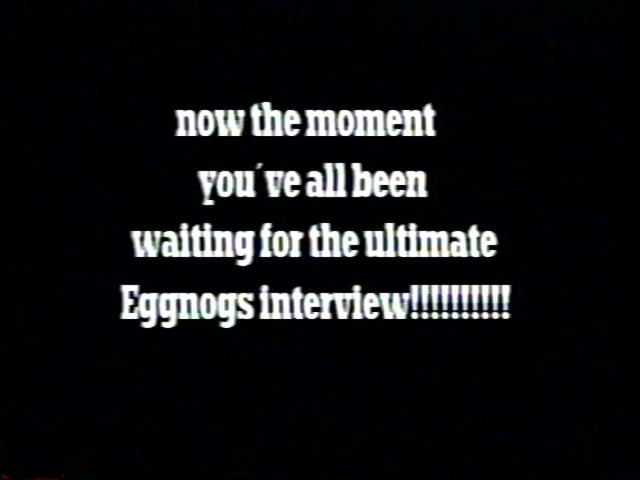 now the moment
you´ve all been
waiting for the ultimate
Eggnogs interview!!!!!!!!!!